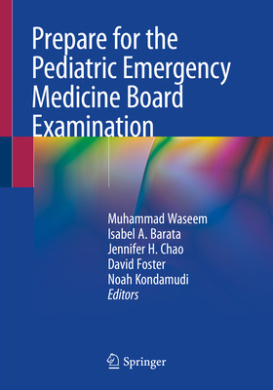 Prepare for the
Pediatric Emergency
Medicine Board
Examination
Muhammad Waseem
Isabel A. Barata
Jennifer H. Chao
David Foster
Noah Kondamudi
Editors
Springer